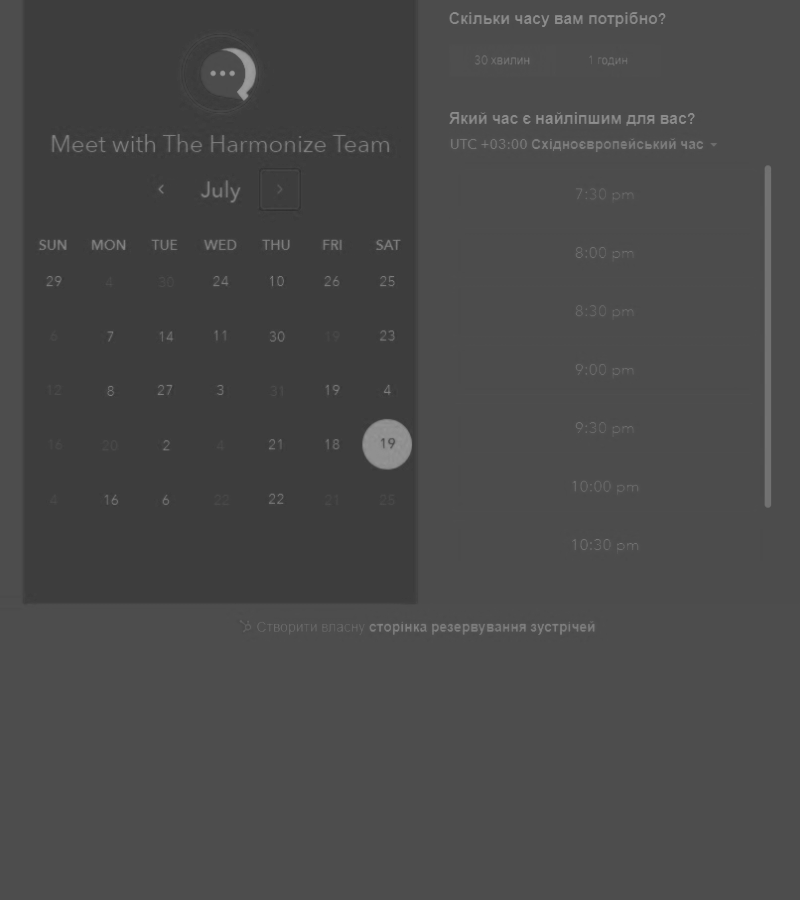 Скільки часу вам потрібно?
30 хвилин 1 годин
Meet with The Harmonize Team
July
SUN MON TUE WED THU FRI SAT
29 4 30 24 10 26 25
6 7 14 11 30 19 23
12 8 27 3 31 19 4
16 20 2 4 21 18 19
4 16 6 22 22 21 25
Який час є найліпшим для вас?
UTC +03:00 Східноєвропейський час
7:30 pm
8:00 pm
8:30 pm
9:00 pm
9:30 pm
10:00 pm
10:30 pm
Створити власну сторінка резервування зустрічей